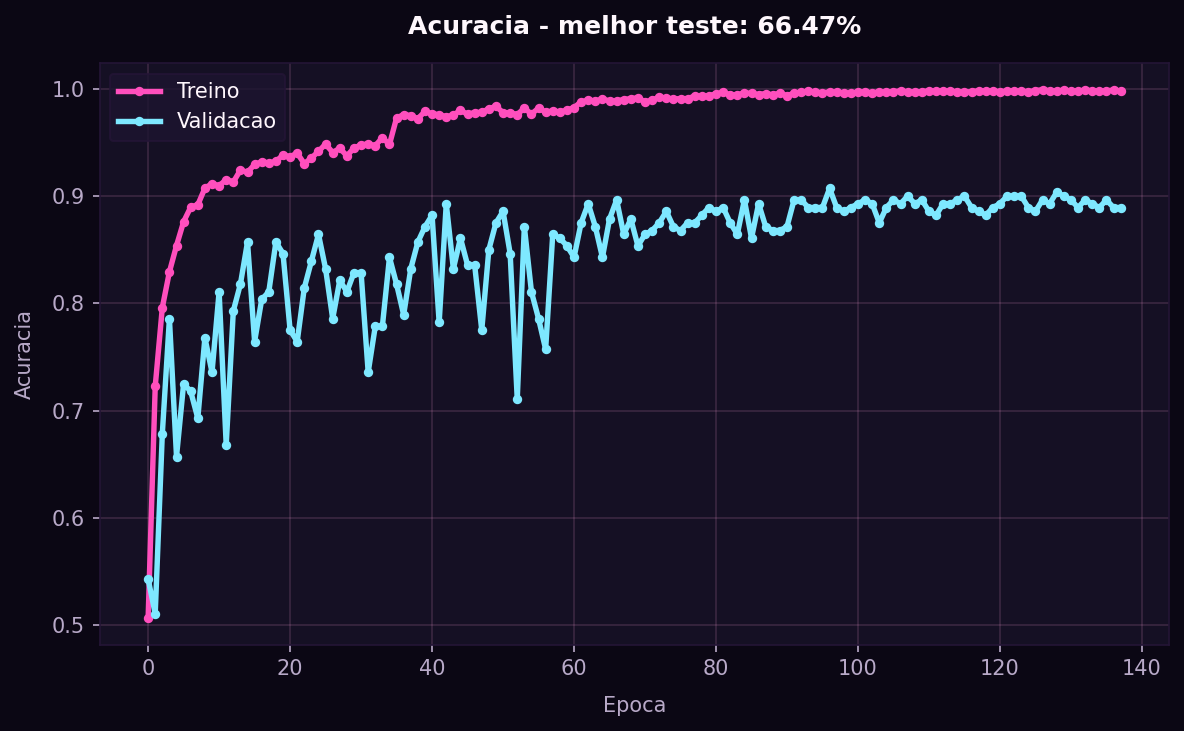 Acuracia - melhor teste: 66.47%
Treino
Validacao
1.0
0.9
0.8
0.7
0.6
0.5
Acuracia
0 20 40 60 80 100 120 140
Epoca